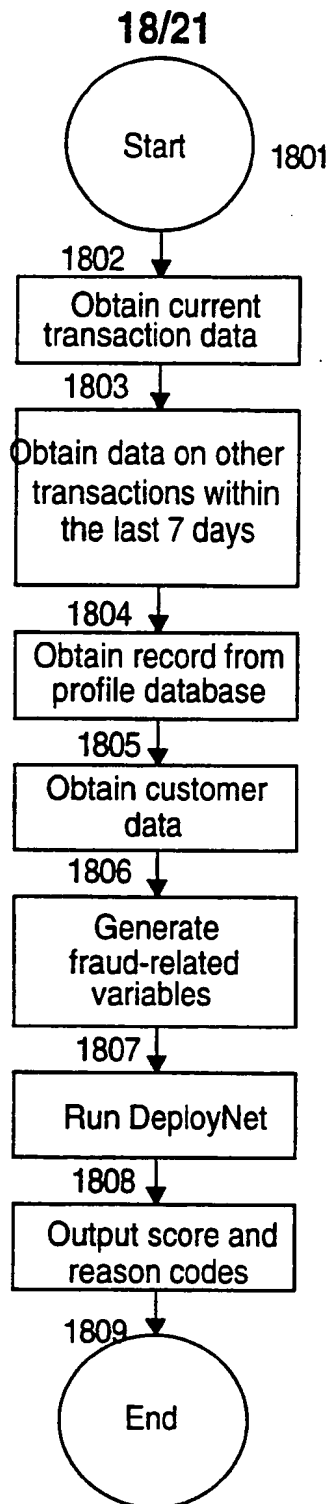 18/21
Start
1801
1802
Obtain current
transaction data
1803
Obtain data on other
transactions within
the last 7 days
1804
Obtain record from
profile database
1805
Obtain customer
data
1806
Generate
fraud-related
variables
1807
Run DeployNet
1808
Output score and
reason codes
1809
End